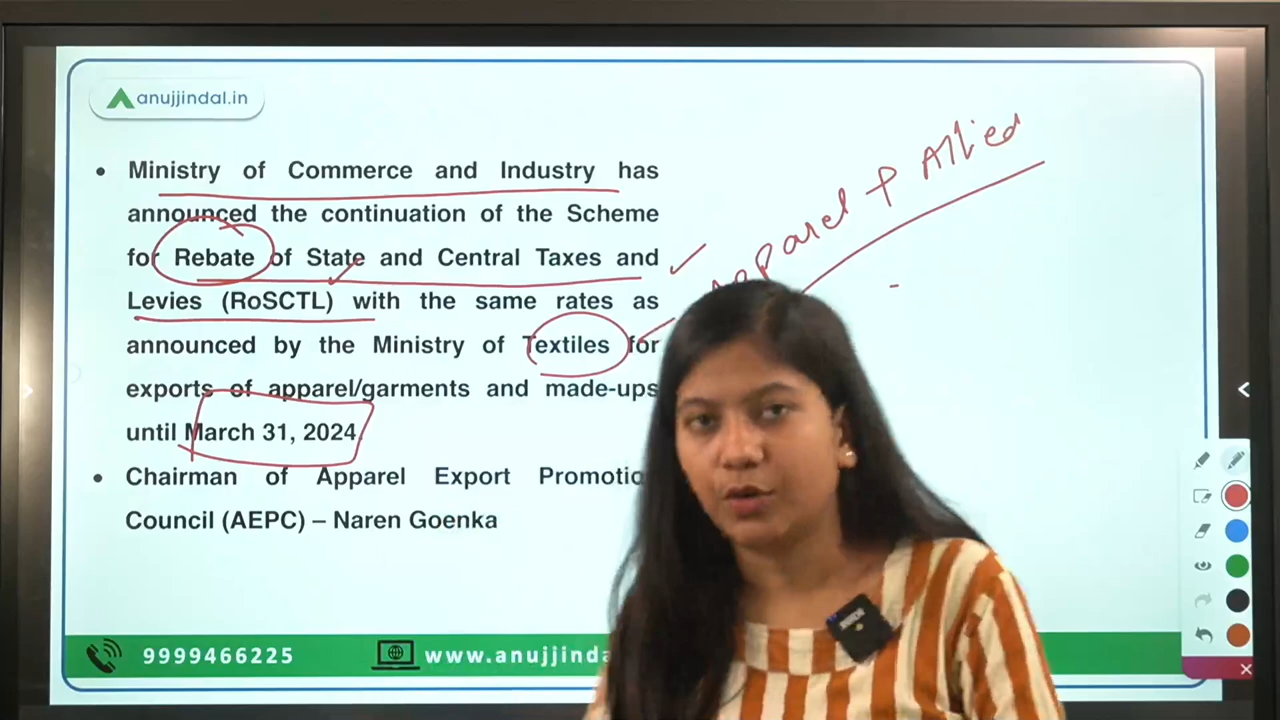 anujjindal.in
Apparel + Allied
• Ministry of Commerce and Industry has
announced the continuation of the Scheme
for Rebate of State and Central Taxes and
Levies (RoSCTL) with the same rates as
announced by the Ministry of Textiles for
exports of apparel/garments and made-ups
until March 31, 2024
• Chairman of Apparel Export Promotio
Council (AEPC) – Naren Goenka
9999466225
www.anujjinda